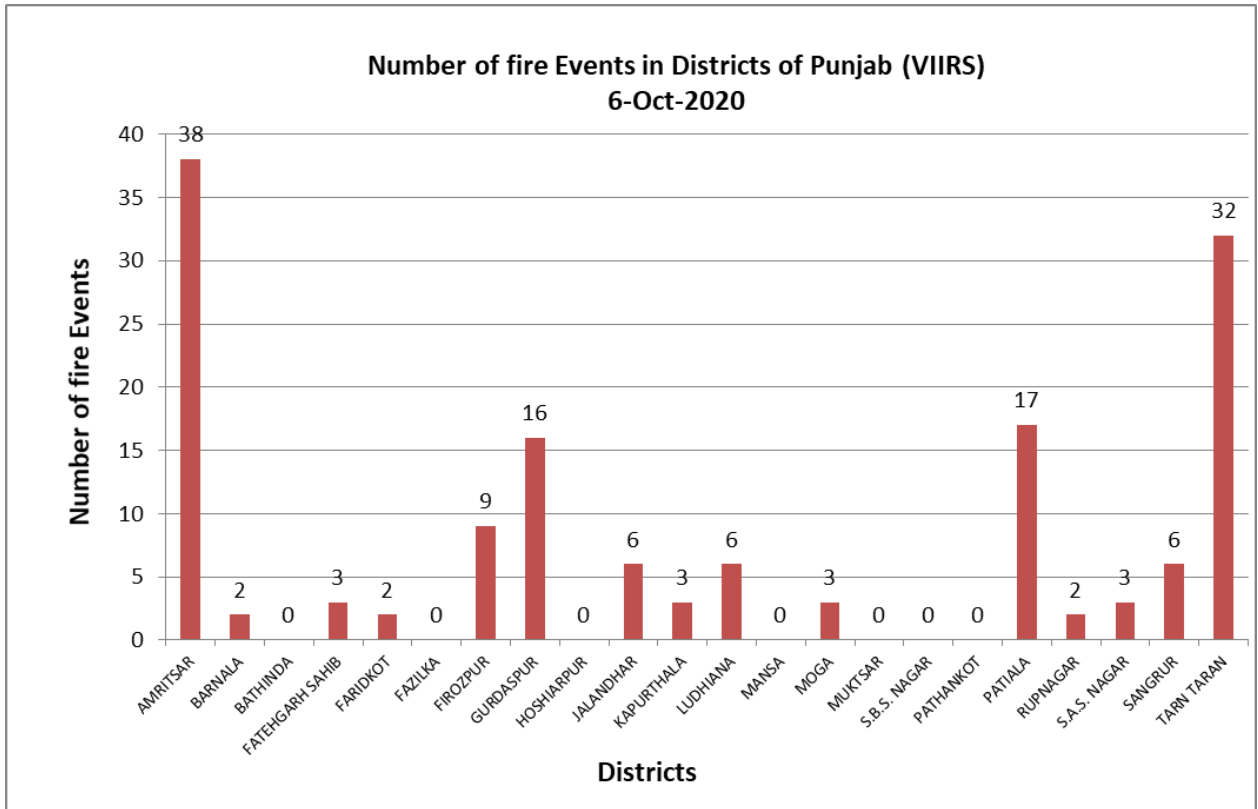 Number of fire Events in Districts of Punjab (VIIRS)
6-Oct-2020
Number of fire Events
40
35
30
25
20
15
10
5
0
38
2
0
3
2
0
9
16
0
6
3
6
0
3
0
0
0
17
2
3
6
32
AMRITSAR
BARNALA
BATHINDA
FATEHGARH SAHIB
FARIDKOT
FAZILKA
FIROZPUR
GURDASPUR
HOSHIARPUR
JALANDHAR
KAPURTHALA
LUDHIANA
MANSA
MOGA
MUKTSAR
S.B.S. NAGAR
PATHANKOT
PATIALA
RUPNAGAR
S.A.S. NAGAR
SANGRUR
TARN TARAN
Districts